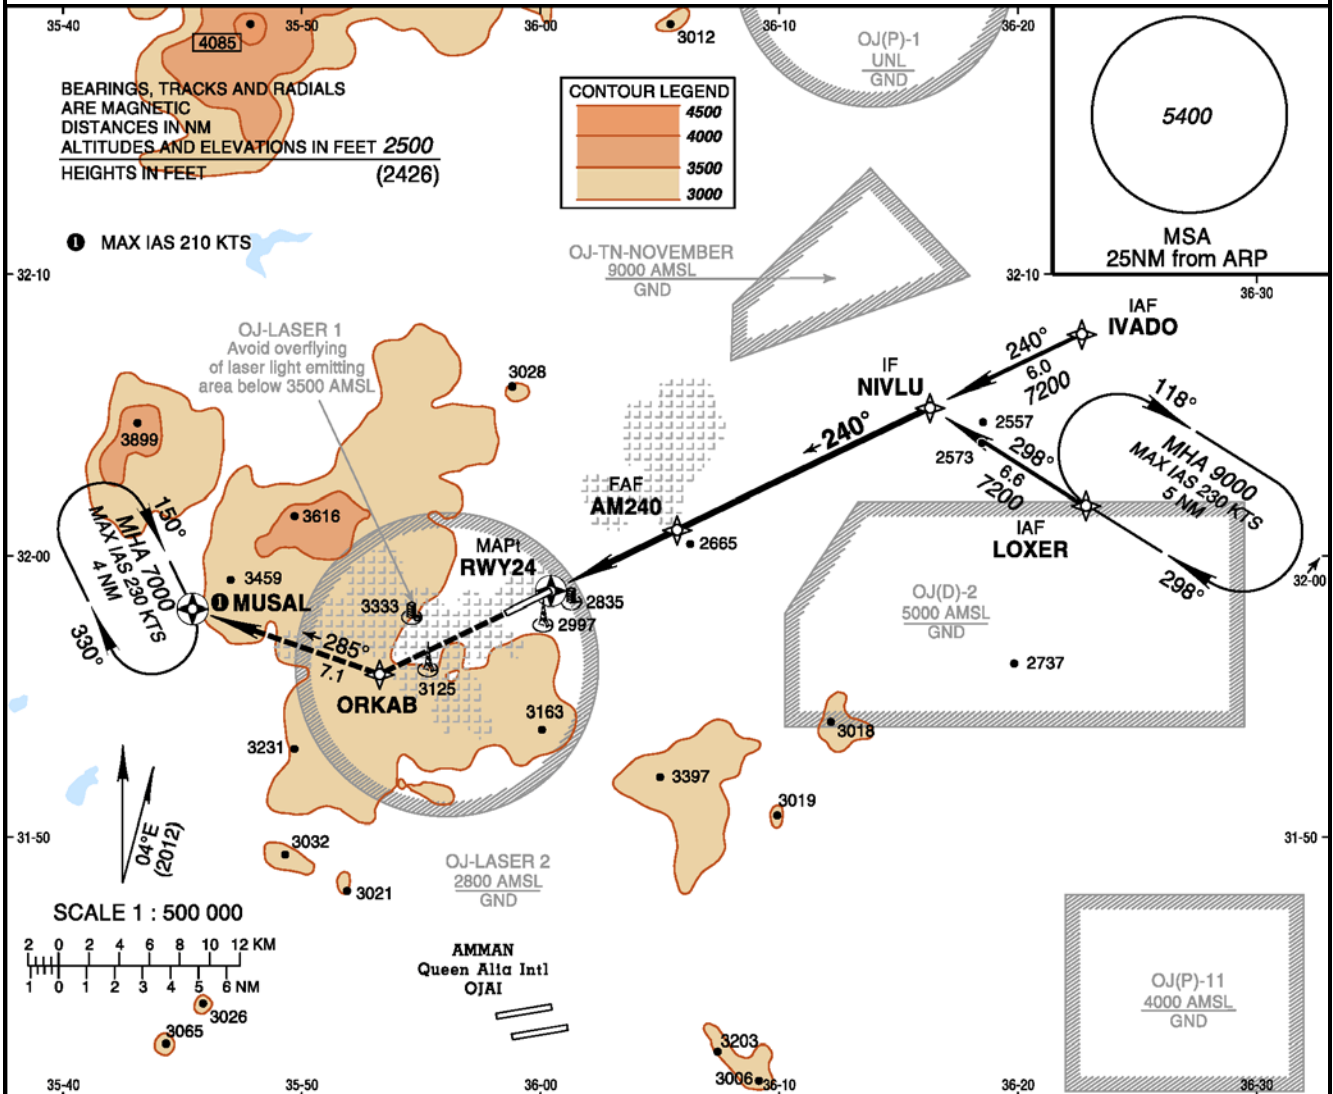 35-40
35-50
36-00
36-10
36-20
4085
3012
OJ(P)-1
UNL
GND
BEARINGS, TRACKS AND RADIALS
ARE MAGNETIC
DISTANCES IN NM
ALTITUDES AND ELEVATIONS IN FEET 2500
HEIGHTS IN FEET (2426)
CONTOUR LEGEND
4500
4000
3500
3000
5400
MSA
25NM from ARP
1 MAX IAS 210 KTS
32-10
32-10
36-30
OJ-TN-NOVEMBER
9000 AMSL
GND
OJ-LASER 1
Avoid overflying
of laser light emitting
area below 3500 AMSL
3028
IAF
IVADO
240°
6.0
7200
IF
NIVLU
2557
2573
298°
6.6
7200
118°
MHA 9000
MAX IAS 230 KTS
5 NM
298°
IAF
LOXER
240°
FAF
AM240
2665
3899
150°
MHA 7000
MAX IAS 230 KTS
4 NM
330°
3616
3459
1 MUSAL
3333
MAPt
RWY24
2835
2997
285°
7.1
ORKAB
3125
3163
3231
32-00
32-00
OJ(D)-2
5000 AMSL
GND
2737
3018
3397
3019
04°E
(2012)
31-50
31-50
3032
3021
OJ-LASER 2
2800 AMSL
GND
SCALE 1 : 500 000
2 0 2 4 6 8 10 12 KM
1 0 1 2 3 4 5 6 NM
AMMAN
Queen Alia Intl
OJAI
OJ(P)-11
4000 AMSL
GND
3026
3065
3203
3006
35-40
35-50
36-00
36-10
36-20
36-30